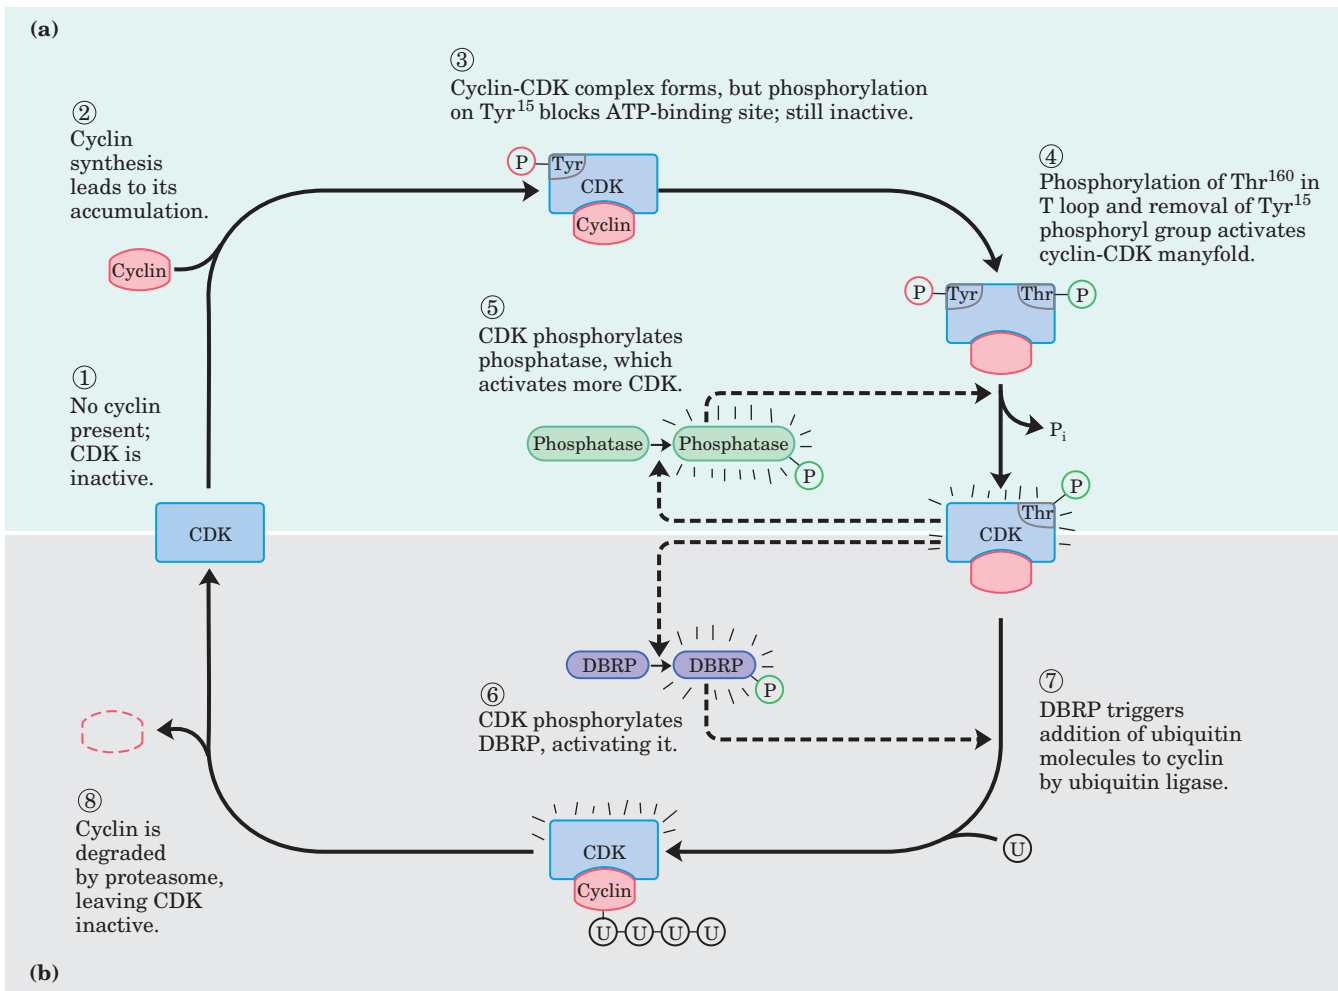 (a)
③
Cyclin-CDK complex forms, but phosphorylation
on Tyr¹⁵ blocks ATP-binding site; still inactive.
②
Cyclin
synthesis
leads to its
accumulation.
P
Tyr
CDK
Cyclin
④
Phosphorylation of Thr¹⁶⁰ in
T loop and removal of Tyr¹⁵
phosphoryl group activates
cyclin-CDK manyfold.
Cyclin
P
Tyr
Thr
P
⑤
CDK phosphorylates
phosphatase, which
activates more CDK.
①
No cyclin
present;
CDK is
inactive.
Phosphatase
Phosphatase
P
Pᵢ
P
Thr
CDK
CDK
DBRP
DBRP
P
⑥
CDK phosphorylates
DBRP, activating it.
⑦
DBRP triggers
addition of ubiquitin
molecules to cyclin
by ubiquitin ligase.
⑧
Cyclin is
degraded
by proteasome,
leaving CDK
inactive.
CDK
Cyclin
U
U U U U
(b)